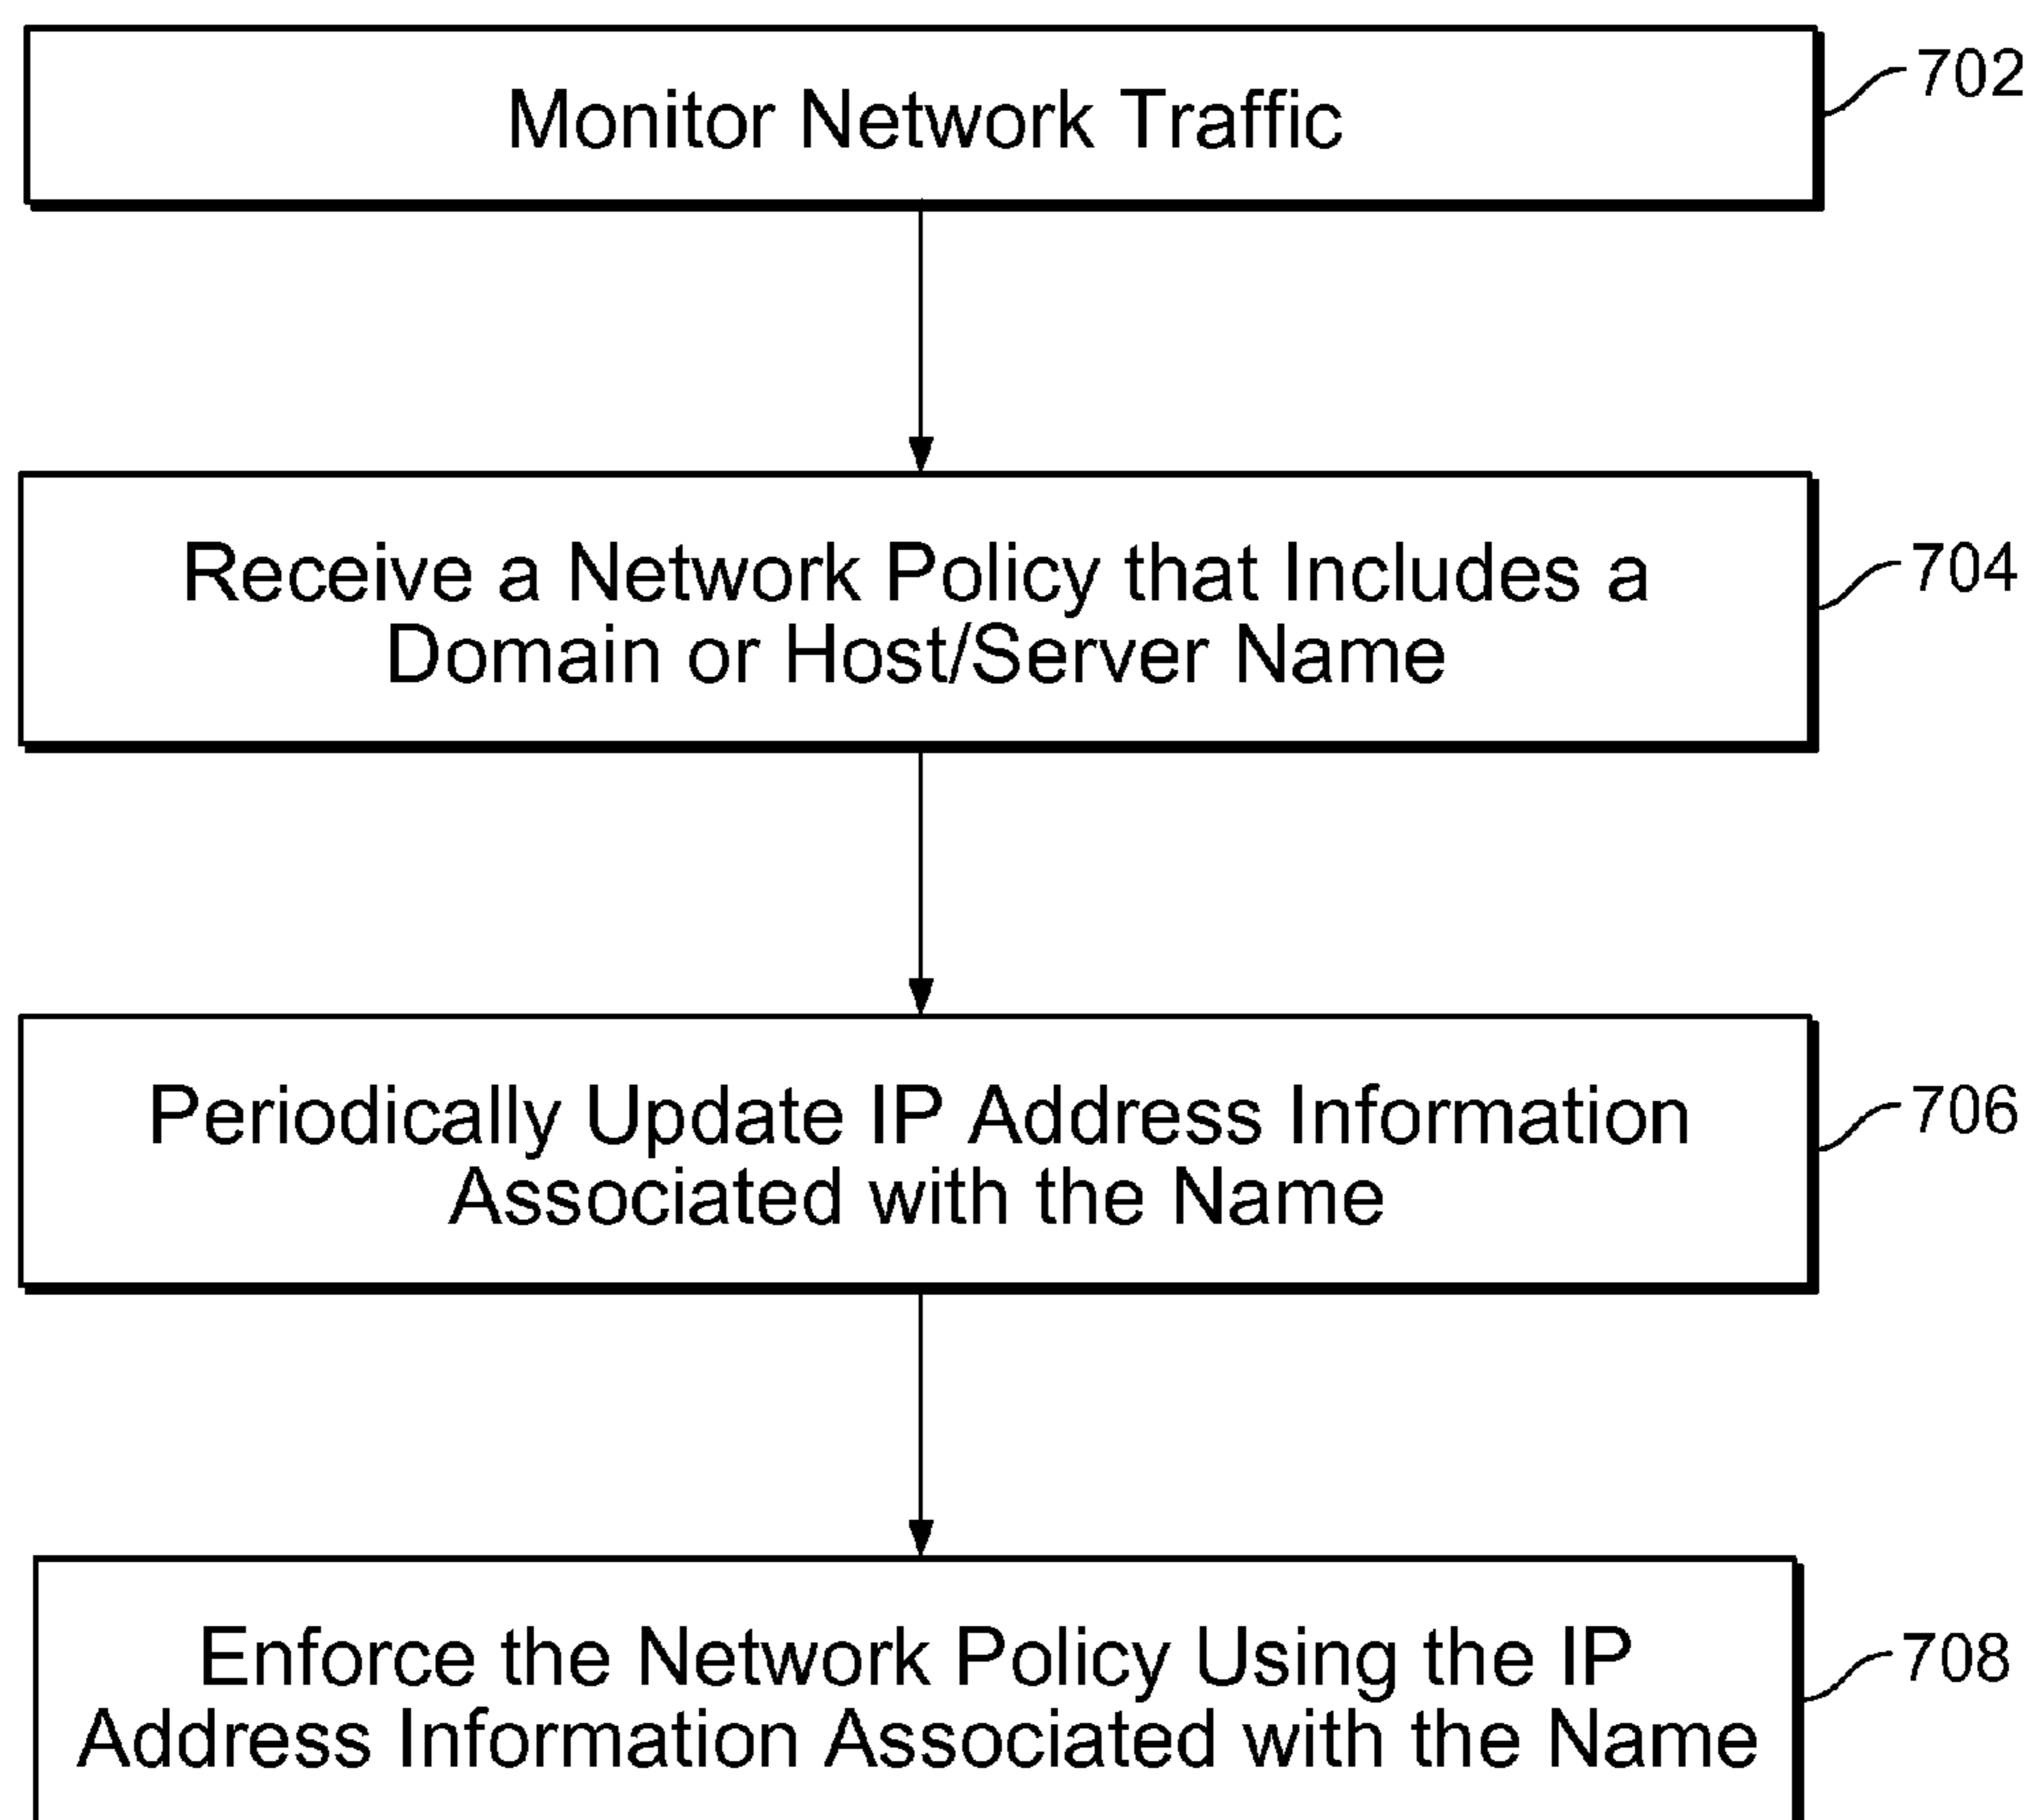 Monitor Network Traffic
702
Receive a Network Policy that Includes a
Domain or Host/Server Name
704
Periodically Update IP Address Information
Associated with the Name
706
Enforce the Network Policy Using the IP
Address Information Associated with the Name
708